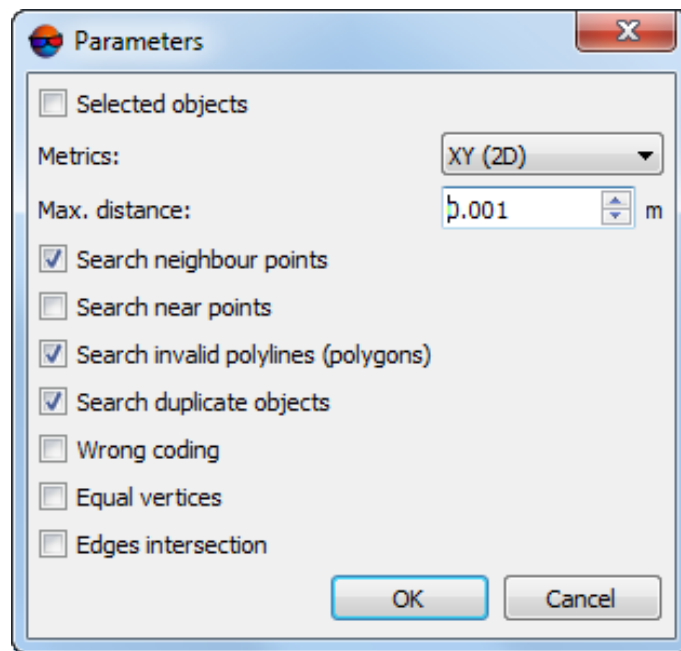 Parameters
Selected objects
Metrics: XY (2D)
Max. distance: 0.001 m
Search neighbour points
Search near points
Search invalid polylines (polygons)
Search duplicate objects
Wrong coding
Equal vertices
Edges intersection
OK Cancel